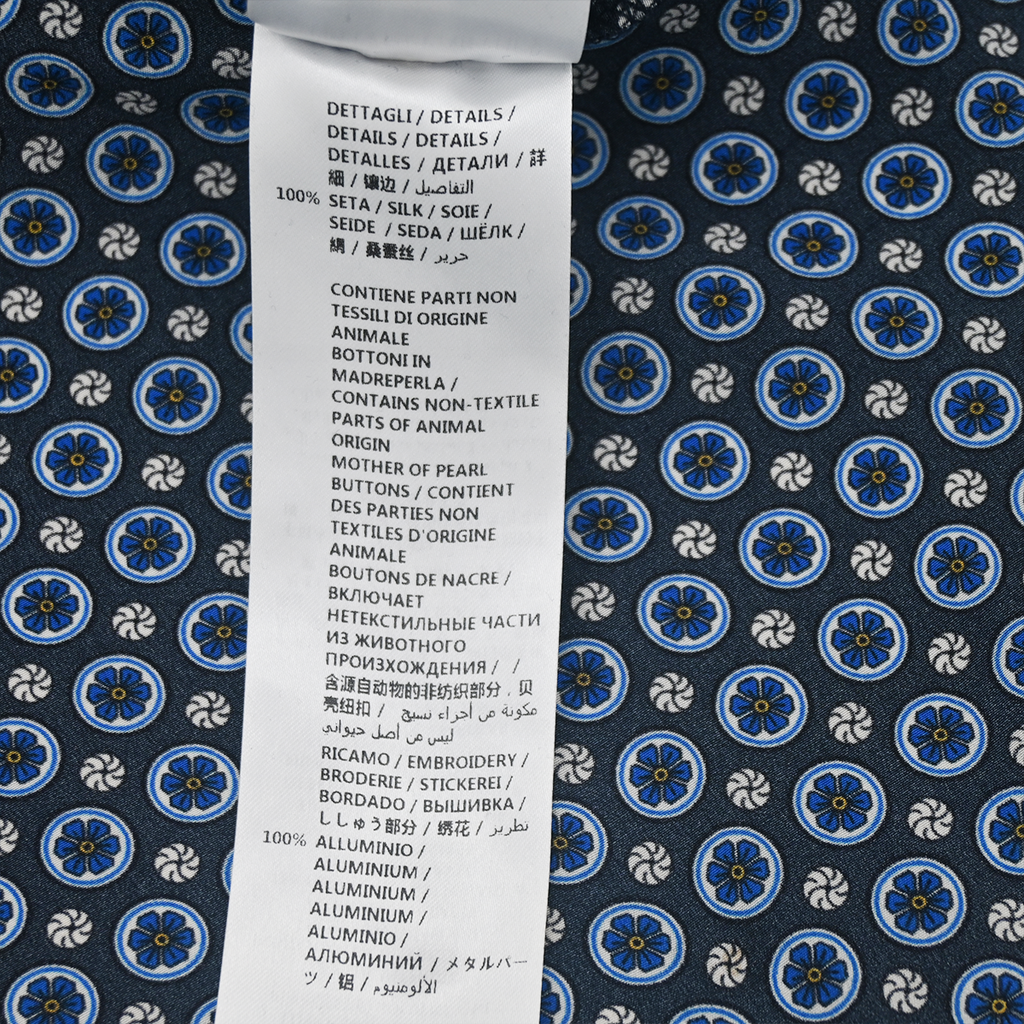 DETTAGLI / DETAILS /
DETAILS / DETAILS /
DETALLES / ДЕТАЛИ / 詳
細 / 镶边 / التفاصيل
100% SETA / SILK / SOIE /
SEIDE / SEDA / ШЁЛК /
絹 / 桑蚕丝 / حرير
CONTIENE PARTI NON
TESSILI DI ORIGINE
ANIMALE
BOTTONI IN
MADREPERLA /
CONTAINS NON-TEXTILE
PARTS OF ANIMAL
ORIGIN
MOTHER OF PEARL
BUTTONS / CONTIENT
DES PARTIES NON
TEXTILES D'ORIGINE
ANIMALE
BOUTONS DE NACRE /
ВКЛЮЧАЕТ
НЕТЕКСТИЛЬНЫЕ ЧАСТИ
ИЗ ЖИВОТНОГО
ПРОИЗХОЖДЕНИЯ / /
含源自动物的非纺织部分，贝
壳纽扣 / مكونة من أجزاء نسيج
ليس من أصل حيواني
RICAMO / EMBROIDERY /
BRODERIE / STICKEREI /
BORDADO / ВЫШИВКА /
ししゅう部分 / 绣花 / تطريز
100% ALLUMINIO /
ALUMINIUM /
ALUMINIUM /
ALUMINIUM /
ALUMINIO /
АЛЮМИНИЙ / メタルパー
ツ / 铝 / الألومنيوم